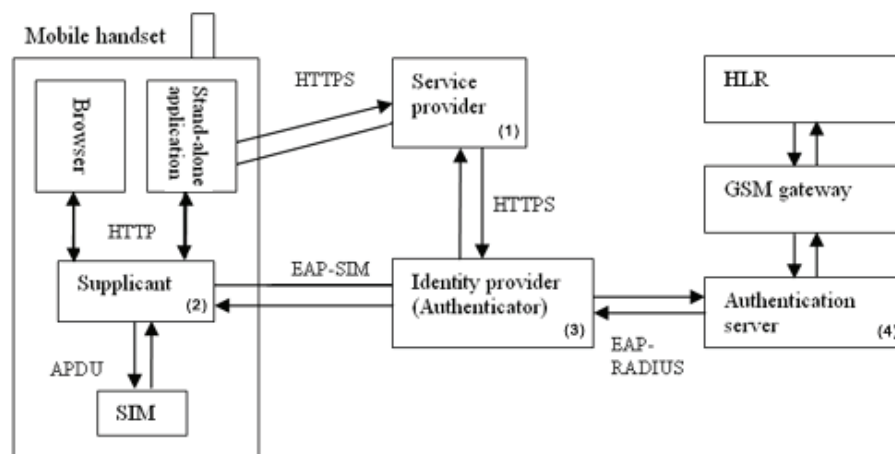 Mobile handset
Browser
Stand-alone
application
HTTPS
Service
provider
(1)
HLR
HTTP
HTTPS
GSM gateway
Supplicant
(2)
EAP-SIM
Identity provider
(Authenticator)
(3)
Authentication
server
(4)
EAP-
RADIUS
APDU
SIM